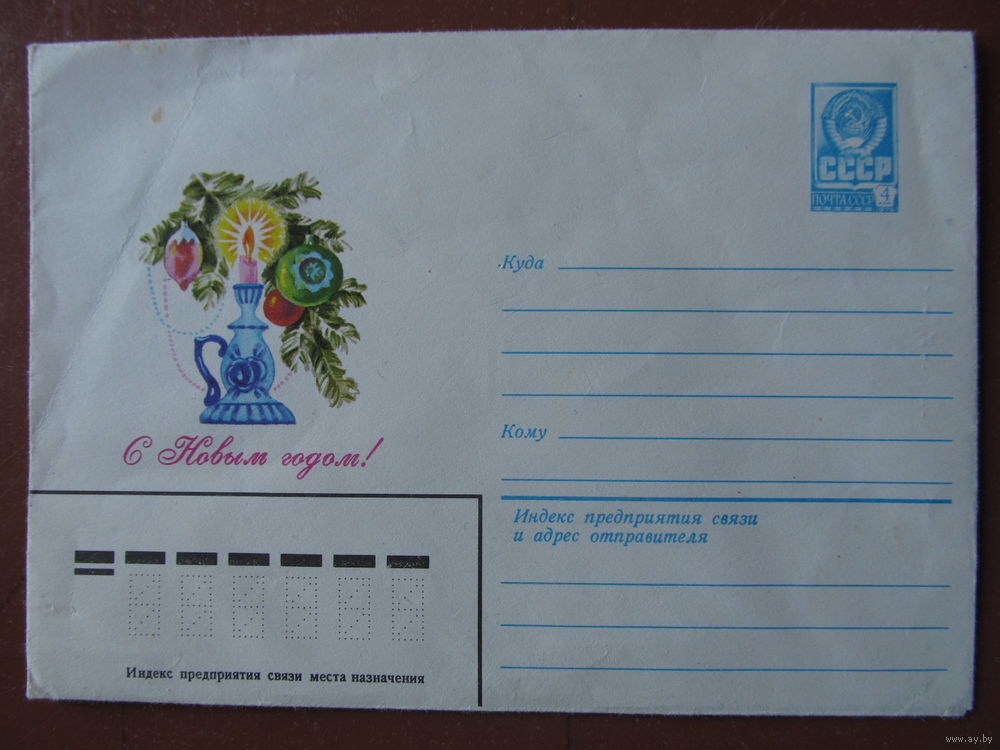 СССР
ПОЧТА СССР 4
Куда
Кому
С Новым годом!
Индекс предприятия связи
и адрес отправителя
Индекс предприятия связи места назначения
www.ay.by